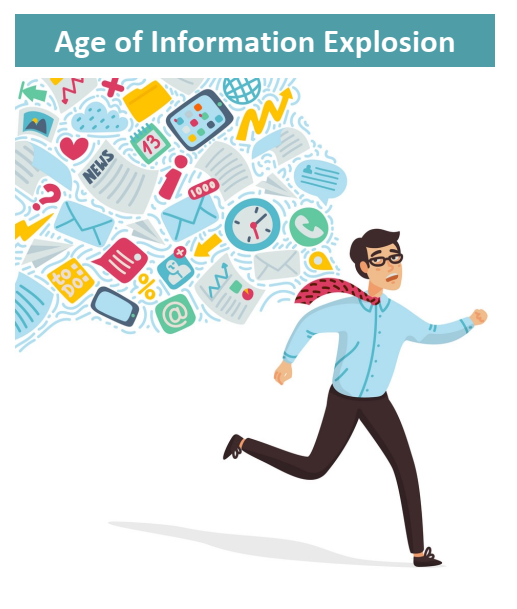 Age of Information Explosion
13
NEWS
i
1000
?
to
Do:
%
@